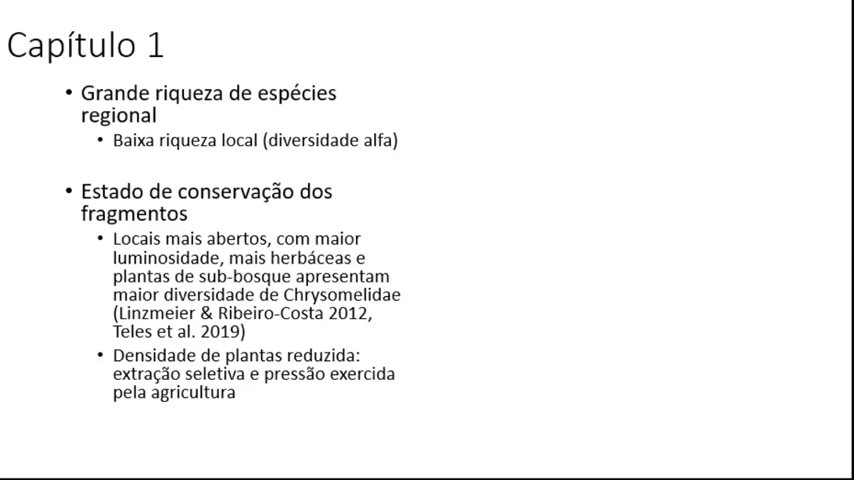 Capítulo 1
• Grande riqueza de espécies
regional
• Baixa riqueza local (diversidade alfa)
• Estado de conservação dos
fragmentos
• Locais mais abertos, com maior
luminosidade, mais herbáceas e
plantas de sub-bosque apresentam
maior diversidade de Chrysomelidae
(Linzmeier & Ribeiro-Costa 2012,
Teles et al. 2019)
• Densidade de plantas reduzida:
extração seletiva e pressão exercida
pela agricultura